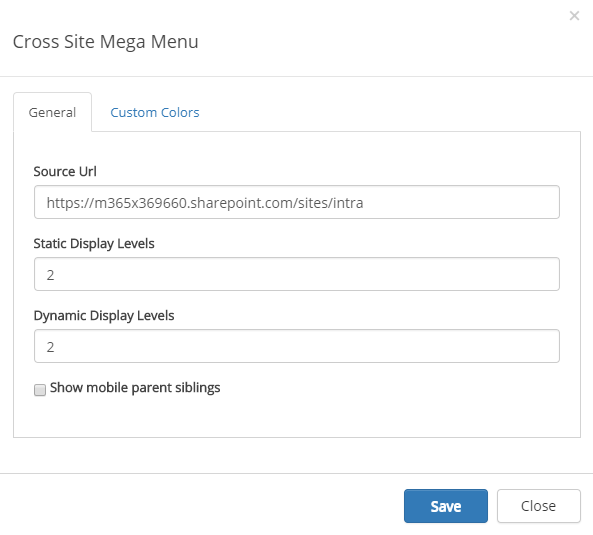 ×
Cross Site Mega Menu
General
Custom Colors
Source Url
https://m365x369660.sharepoint.com/sites/intra
Static Display Levels
2
Dynamic Display Levels
2
Show mobile parent siblings
Save
Close